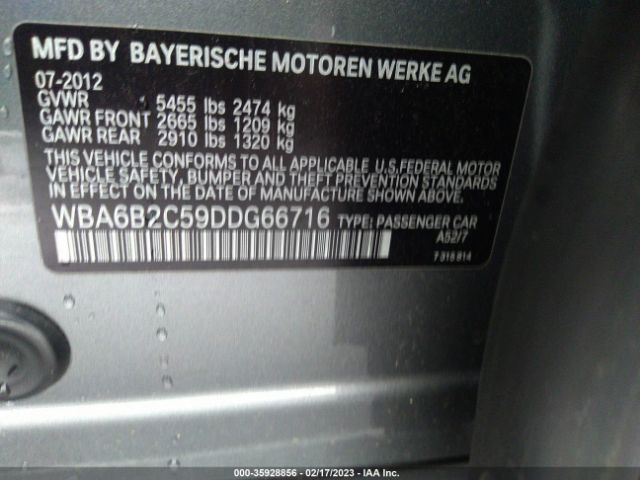 MFD BY BAYERISCHE MOTOREN WERKE AG
07-2012
GVWR 5455 lbs 2474 kg
GAWR FRONT 2665 lbs 1209 kg
GAWR REAR 2910 lbs 1320 kg
THIS VEHICLE CONFORMS TO ALL APPLICABLE U.S.FEDERAL MOTOR
VEHICLE SAFETY, BUMPER AND THEFT PREVENTION STANDARDS
IN EFFECT ON THE DATE OF MANUFACTURE SHOWN ABOVE.
WBA6B2C59DDG66716 TYPE: PASSENGER CAR
A52/7
7 315 814
000-35928856 - 02/17/2023 - IAA Inc.